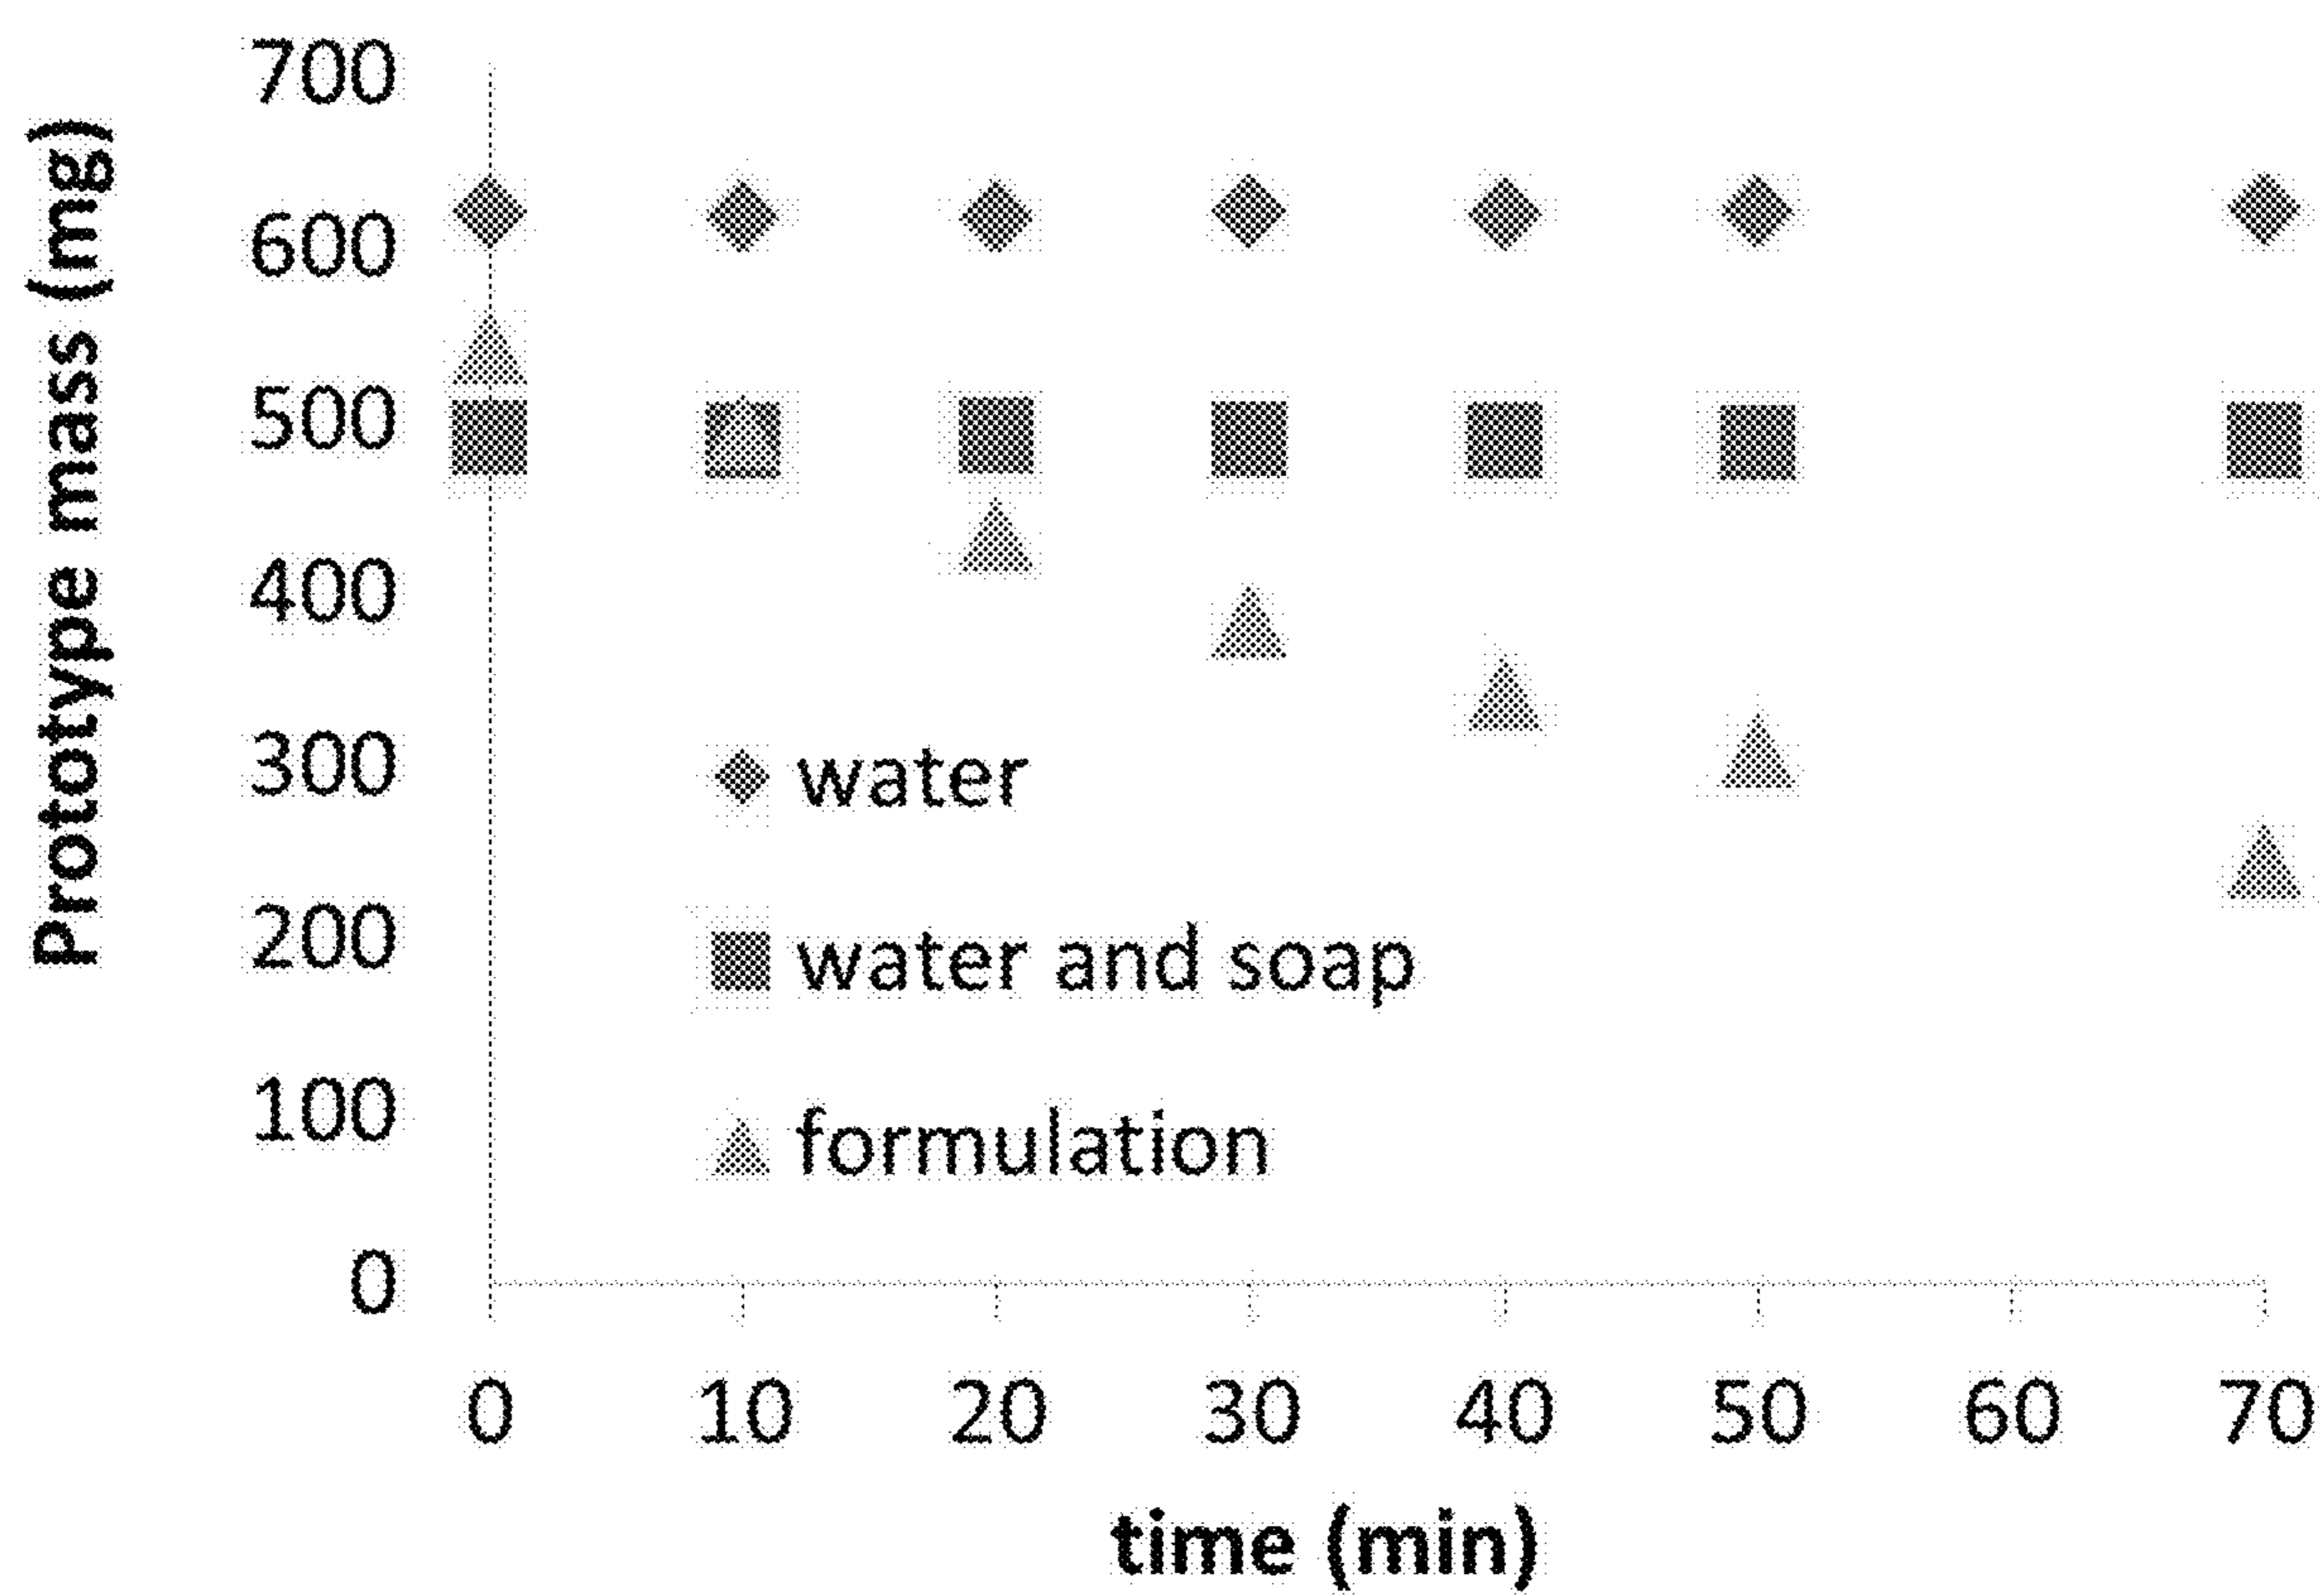 Prototype mass (mg)
700
600
500
400
300
200
100
0
water
water and soap
formulation
0 10 20 30 40 50 60 70
time (min)